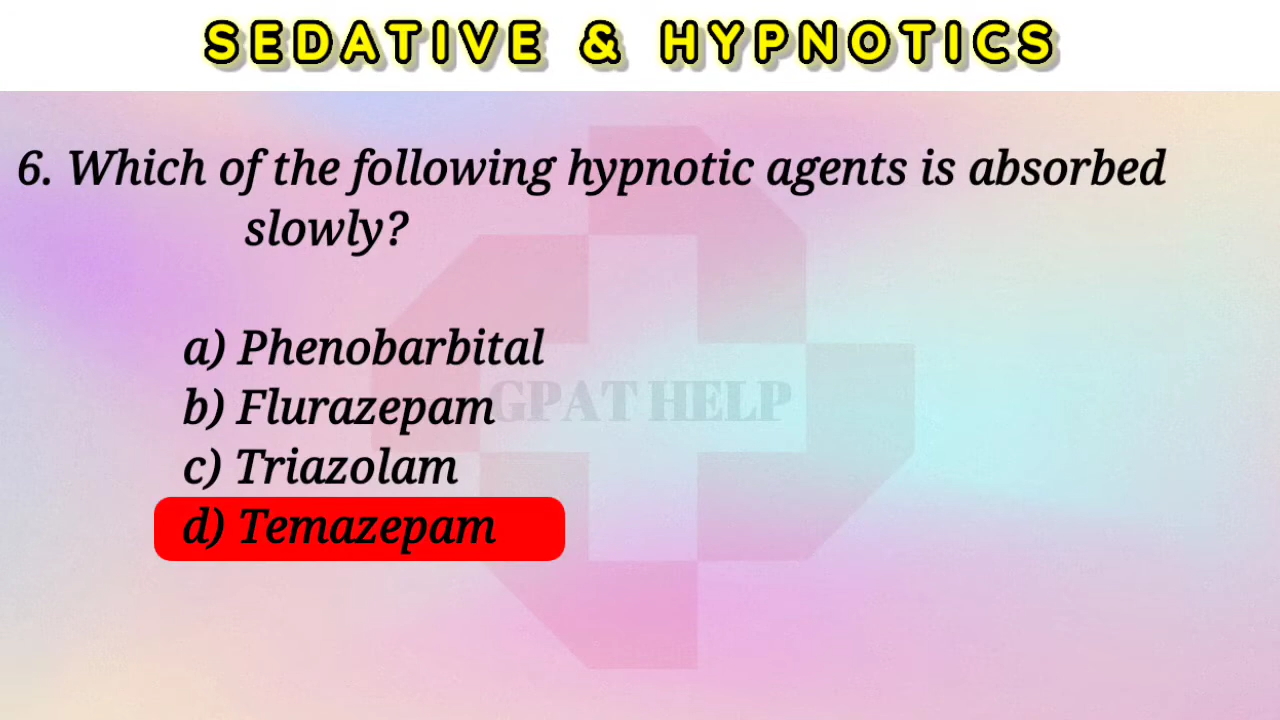 SEDATIVE & HYPNOTICS
6. Which of the following hypnotic agents is absorbed
slowly?
a) Phenobarbital
b) Flurazepam
GPAT HELP
c) Triazolam
d) Temazepam